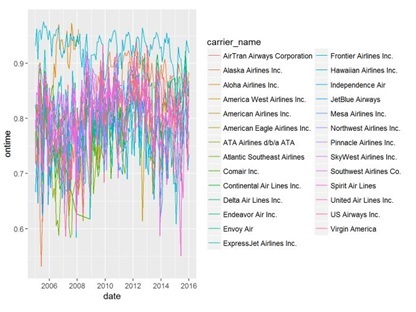 carrier_name
AirTran Airways Corporation
Alaska Airlines Inc.
Aloha Airlines Inc.
America West Airlines Inc.
American Airlines Inc.
American Eagle Airlines Inc.
ATA Airlines d/b/a ATA
Atlantic Southeast Airlines
Comair Inc.
Continental Air Lines Inc.
Delta Air Lines Inc.
Endeavor Air Inc.
Envoy Air
ExpressJet Airlines Inc.
Frontier Airlines Inc.
Hawaiian Airlines Inc.
Independence Air
JetBlue Airways
Mesa Airlines Inc.
Northwest Airlines Inc.
Pinnacle Airlines Inc.
SkyWest Airlines Inc.
Southwest Airlines Co.
Spirit Air Lines
United Air Lines Inc.
US Airways Inc.
Virgin America
ontime
0.9
0.8
0.7
0.6
2006 2008 2010 2012 2014 2016
date